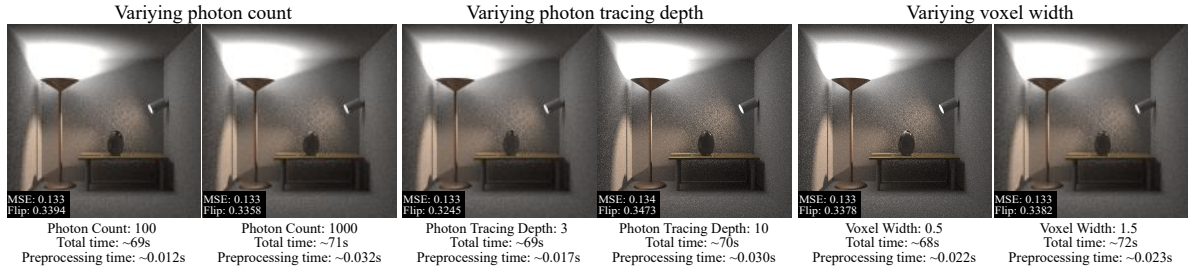 Variying photon count
Variying photon tracing depth
Variying voxel width
MSE: 0.133
Flip: 0.3394
MSE: 0.133
Flip: 0.3358
MSE: 0.133
Flip: 0.3245
MSE: 0.134
Flip: 0.3473
MSE: 0.133
Flip: 0.3378
MSE: 0.133
Flip: 0.3382
Photon Count: 100
Total time: ~69s
Preprocessing time: ~0.012s
Photon Count: 1000
Total time: ~71s
Preprocessing time: ~0.032s
Photon Tracing Depth: 3
Total time: ~69s
Preprocessing time: ~0.017s
Photon Tracing Depth: 10
Total time: ~70s
Preprocessing time: ~0.030s
Voxel Width: 0.5
Total time: ~68s
Preprocessing time: ~0.022s
Voxel Width: 1.5
Total time: ~72s
Preprocessing time: ~0.023s